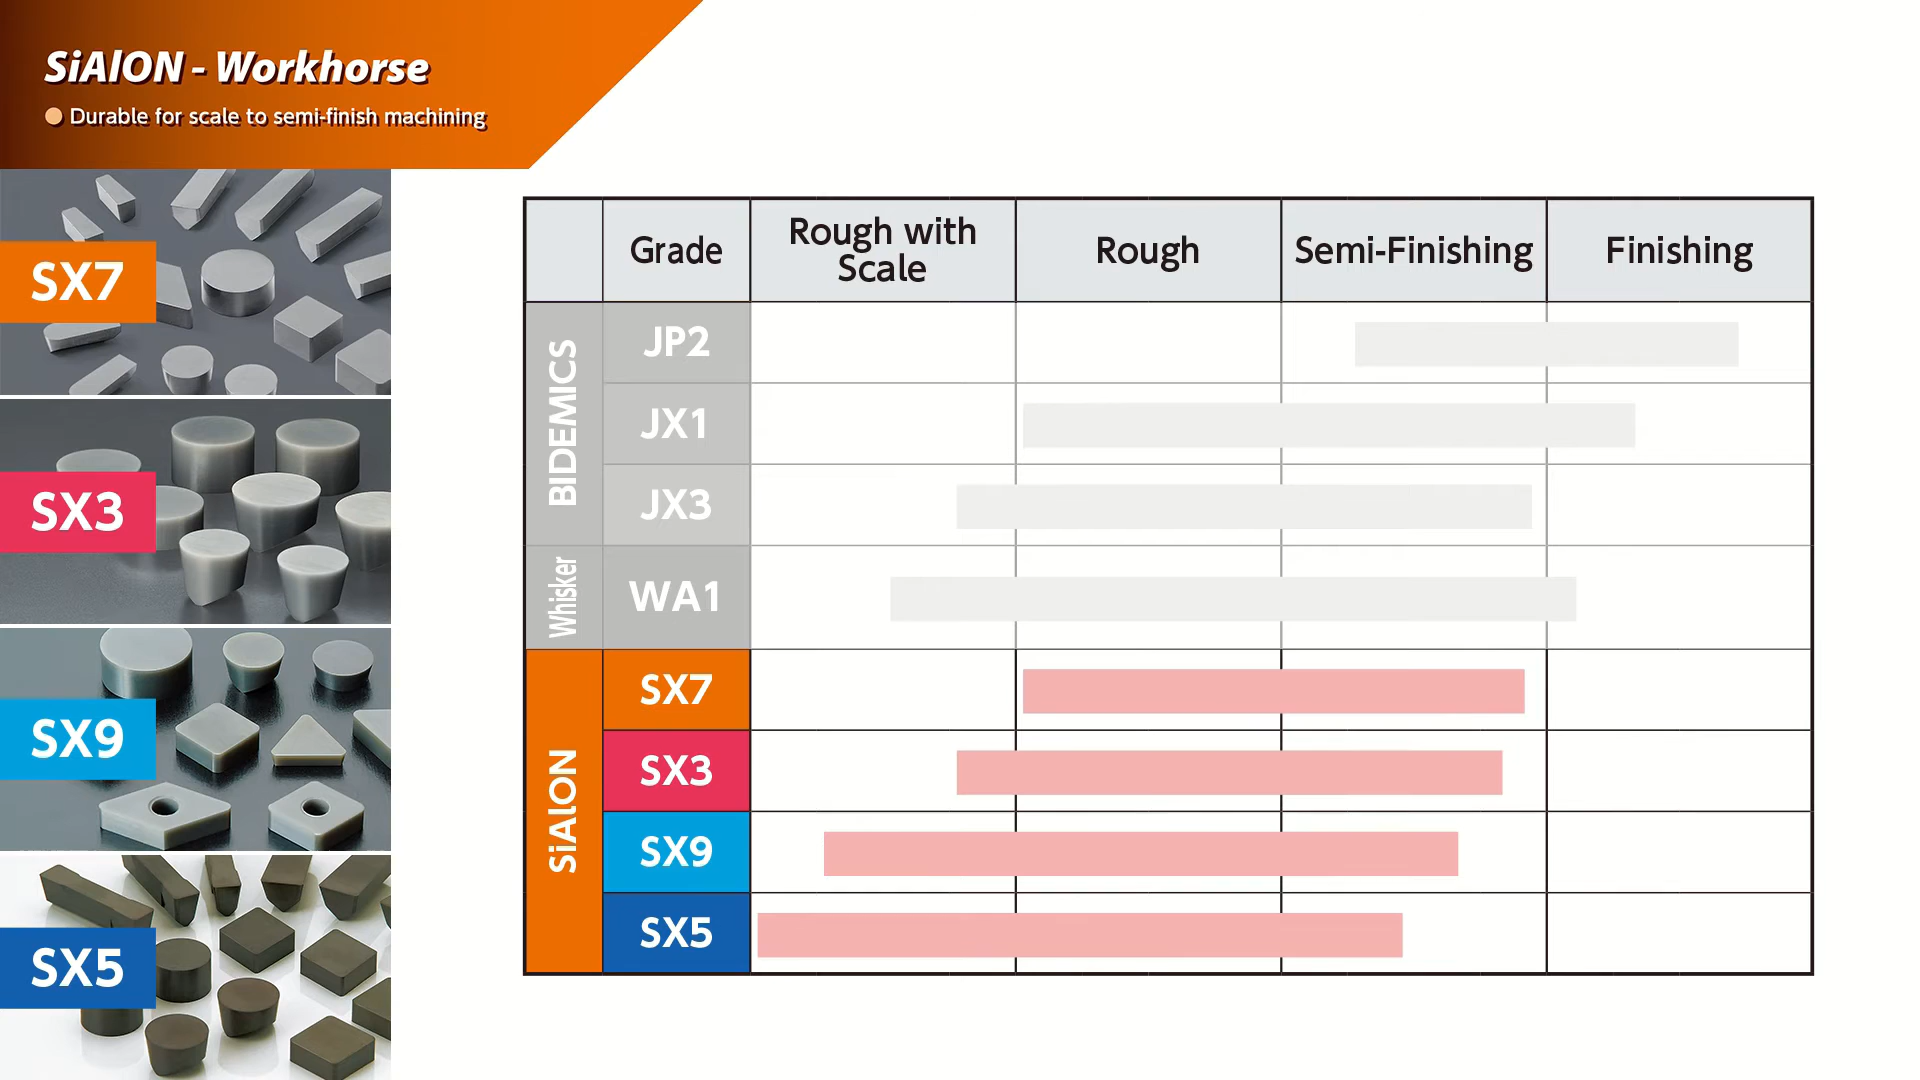 SiAlON - Workhorse
Durable for scale to semi-finish machining
SX7
SX3
SX9
SX5
Grade
Rough with
Scale
Rough
Semi-Finishing
Finishing
BIDEMICS
JP2
JX1
JX3
Whisker
WA1
SiAlON
SX7
SX3
SX9
SX5